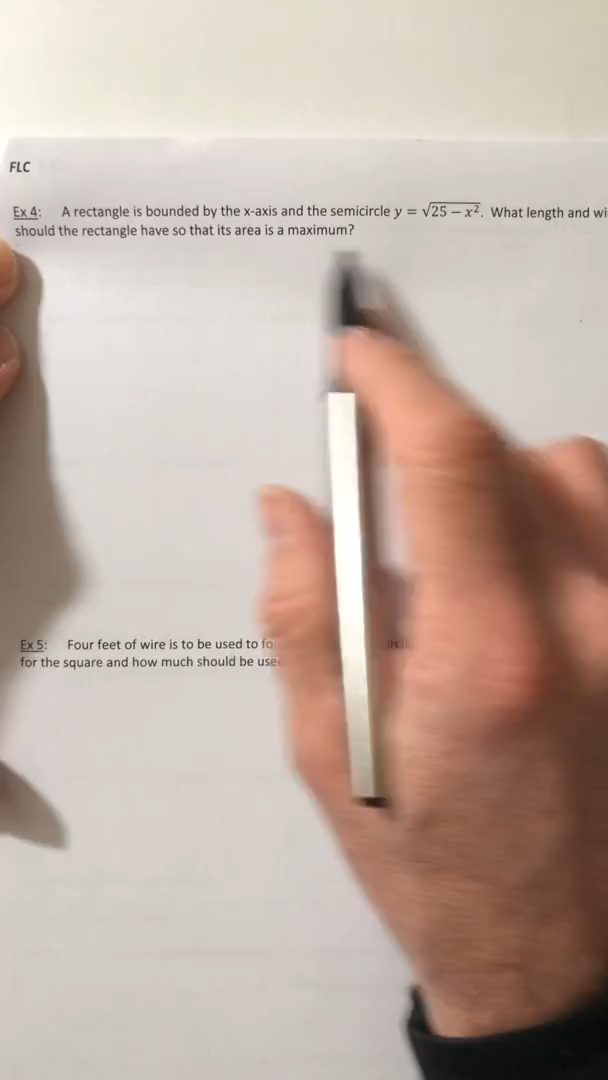 FLC
Ex 4: A rectangle is bounded by the x-axis and the semicircle y = √25 − x². What length and
should the rectangle have so that its area is a maximum?
Ex 5: Four feet of wire is to be used to
for the square and how much should be